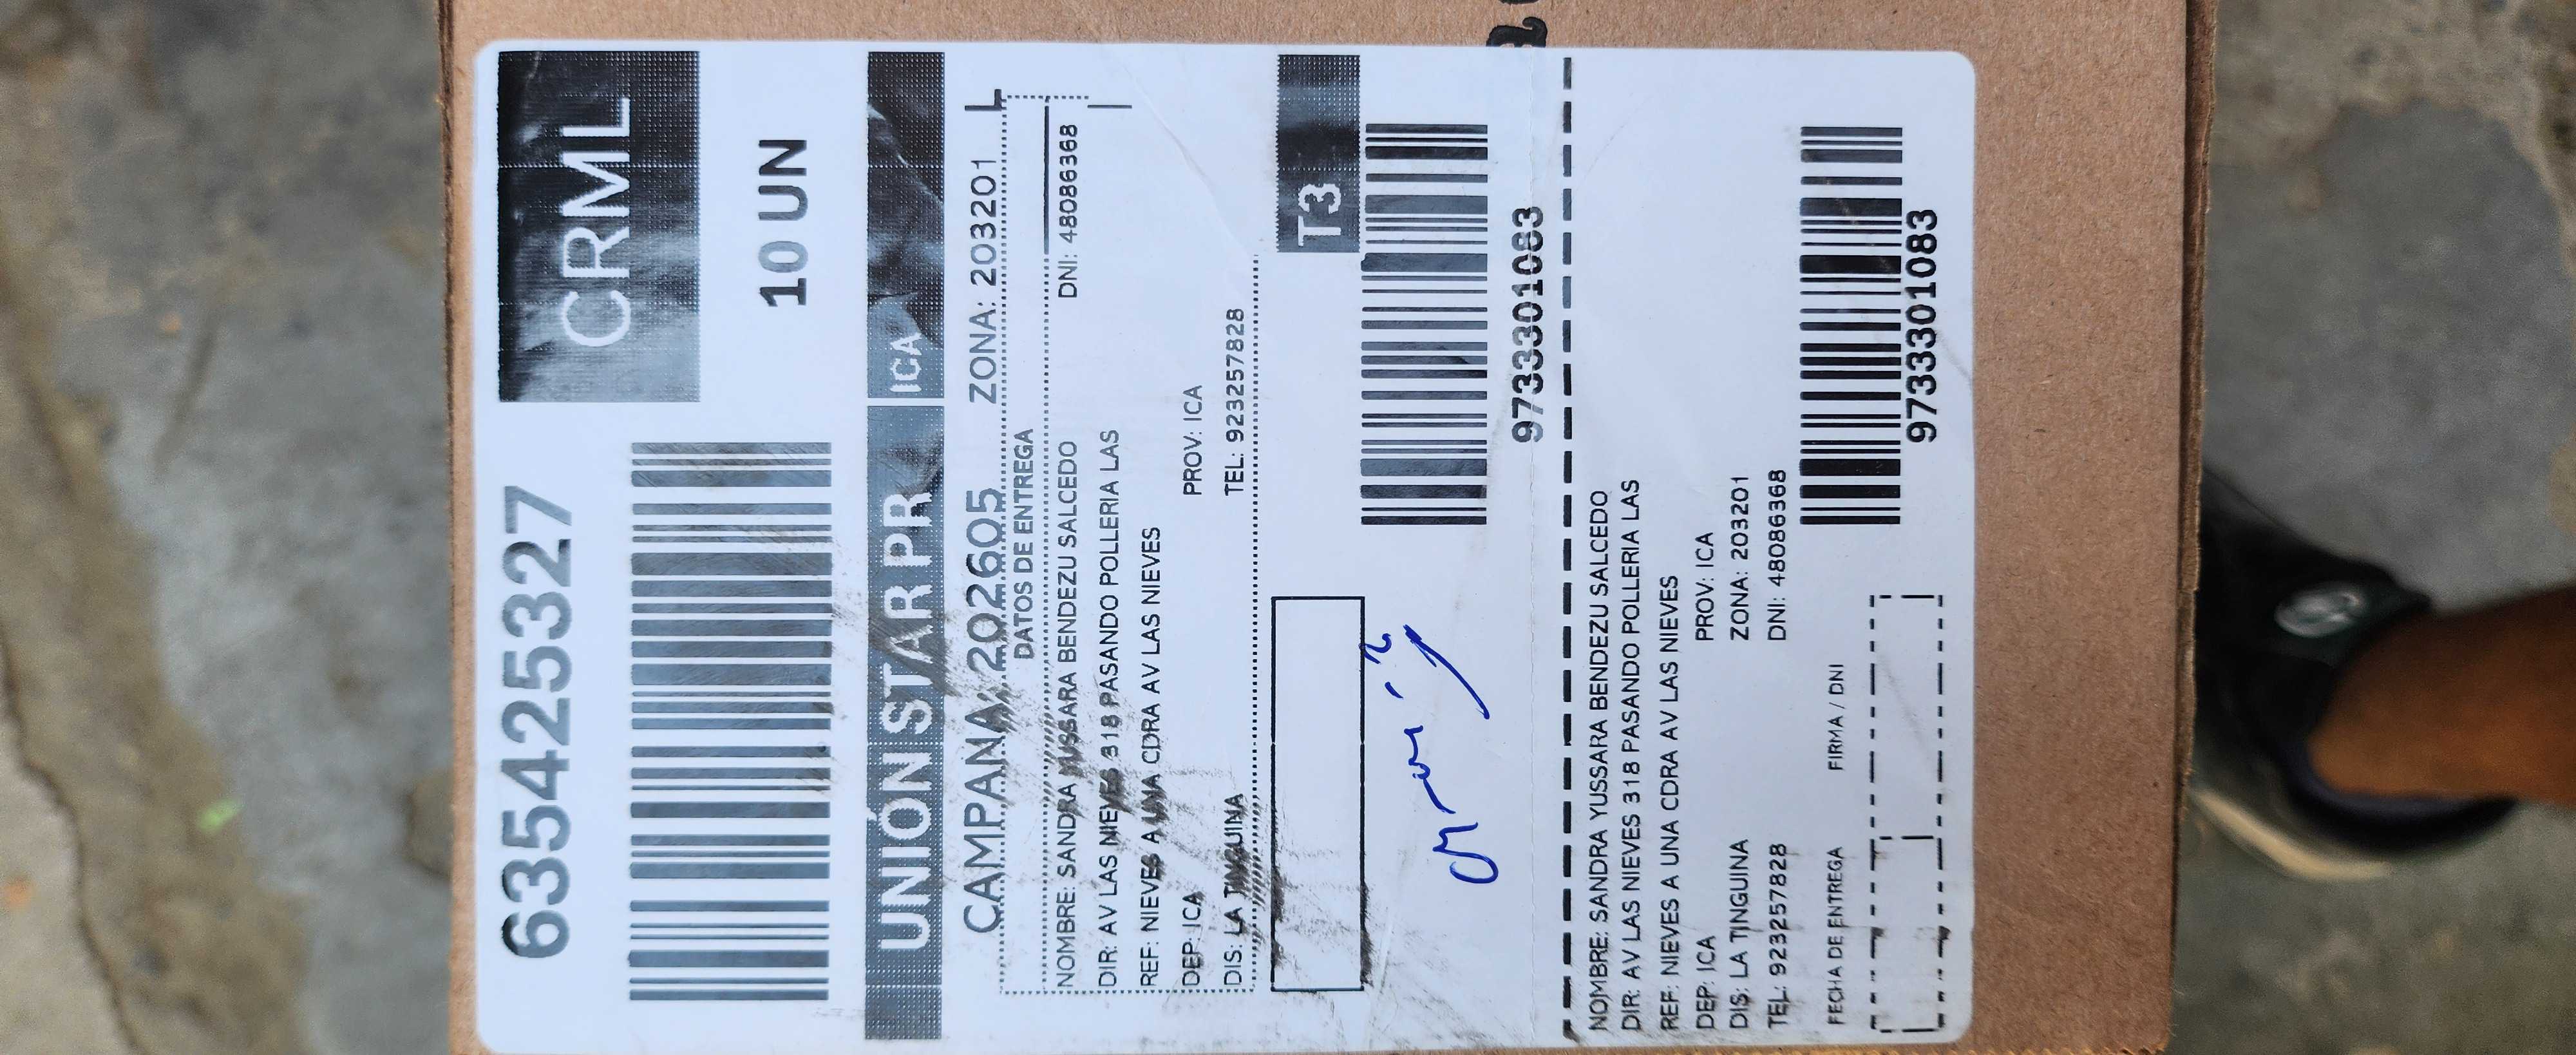 635425327
CRML
10 UN
UNIÓN STAR PR ICA
CAMPANA: 202605 ZONA: 203201 L
DATOS DE ENTREGA
NOMBRE: SANDRA YUSSARA BENDEZU SALCEDO DNI: 48086368
DIR: AV LAS NIEVES 318 PASANDO POLLERIA LAS
REF: NIEVES A UNA CDRA AV LAS NIEVES
DEP: ICA PROV: ICA
DIS: LA TINGUINA TEL: 923257828
T3
9733301083
NOMBRE: SANDRA YUSSARA BENDEZU SALCEDO
DIR: AV LAS NIEVES 318 PASANDO POLLERIA LAS
REF: NIEVES A UNA CDRA AV LAS NIEVES
DEP: ICA PROV: ICA
DIS: LA TINGUINA ZONA: 203201
TEL: 923257828 DNI: 48086368
FECHA DE ENTREGA FIRMA / DNI
9733301083